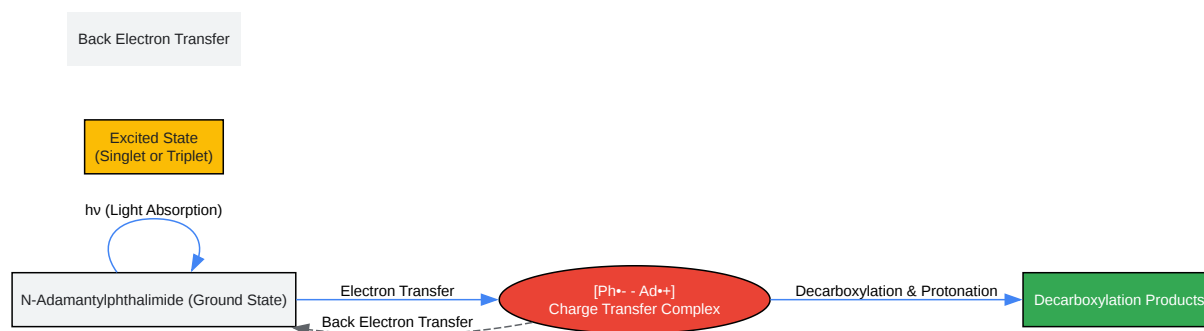 Back Electron Transfer
Excited State
(Singlet or Triplet)
hν (Light Absorption)
N-Adamantylphthalimide (Ground State)
Electron Transfer
Back Electron Transfer
[Ph•- - Ad•+]
Charge Transfer Complex
Decarboxylation & Protonation
Decarboxylation Products